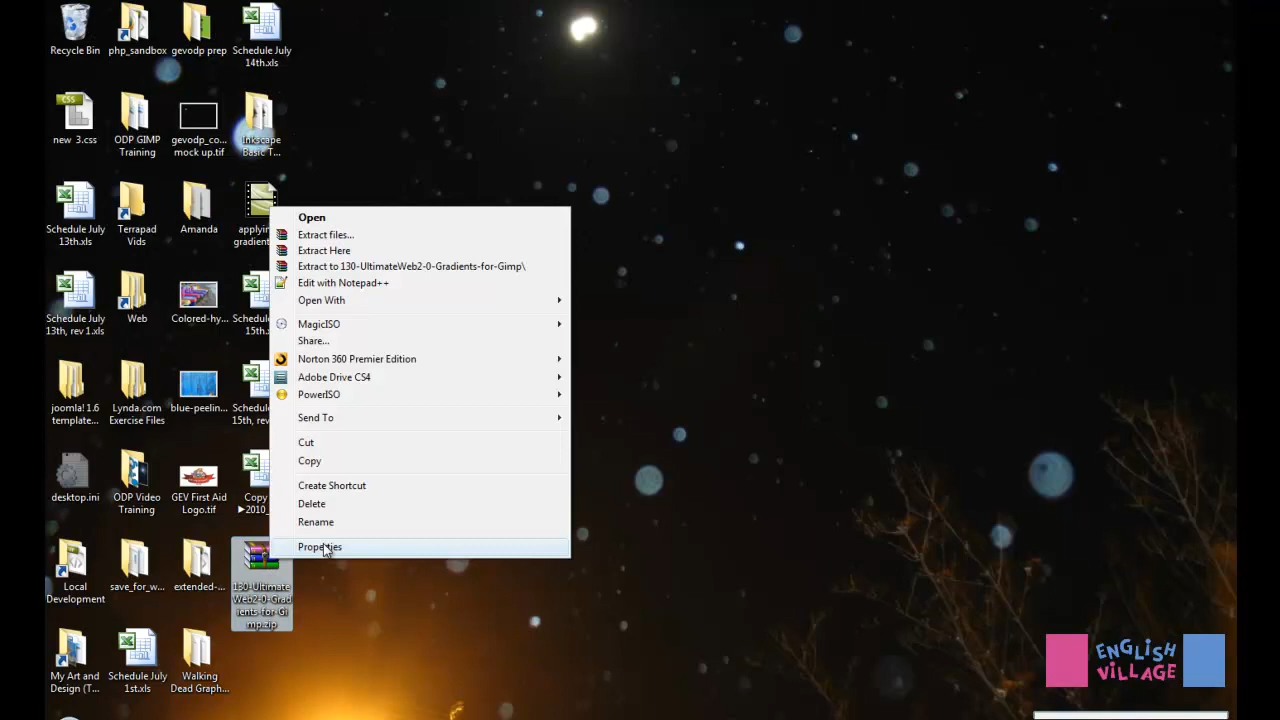 Recycle Bin
php_sandbox
gevodp prep
Schedule July
14th.xls
CSS
new 3.css
ODP GIMP
Training
gevodp_co...
mock up.tif
Inkscape
Basic T...
Schedule July
13th.xls
Terrapad
Vids
Amanda
applyin
gradient
Schedule July
13th, rev 1.xls
Web
Colored-hy...
Schedule
15th.x
joomla! 1.6
template...
Lynda.com
Exercise Files
blue-peelin...
Schedule
15th, rev
desktop.ini
ODP Video
Training
GEV First Aid
Logo.tif
Copy
2010_
Local
Development
save_for_w...
extended-...
130-Ultimate
Web2-0-Grad
ients-for-Gi
mp.zip
My Art and
Design (T...
Schedule July
1st.xls
Walking
Dead Graph...
Open
Extract files...
Extract Here
Extract to 130-UltimateWeb2-0-Gradients-for-Gimp\
Edit with Notepad++
Open With
MagicISO
Share...
Norton 360 Premier Edition
Adobe Drive CS4
PowerISO
Send To
Cut
Copy
Create Shortcut
Delete
Rename
Properties
ENGLISH
VILLAGE